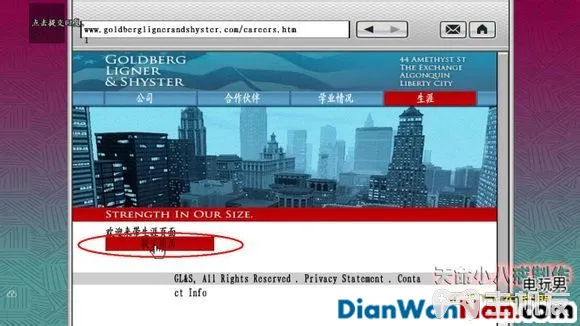 点击提交回复
www.goldberglignerandshyster.com/careers.htm
l
GOLDBERG
LIGNER
& SHYSTER
44 AMETHYST ST
THE EXCHANGE
ALGONQUIN
LIBERTY CITY
公司
合作伙伴
学业情况
生涯
STRENGTH IN OUR SIZE.
欢迎来学生涯页面
GL&S, All Rights Reserved . Privacy Statement . Conta
ct Info
电玩男
DianWanNan.com